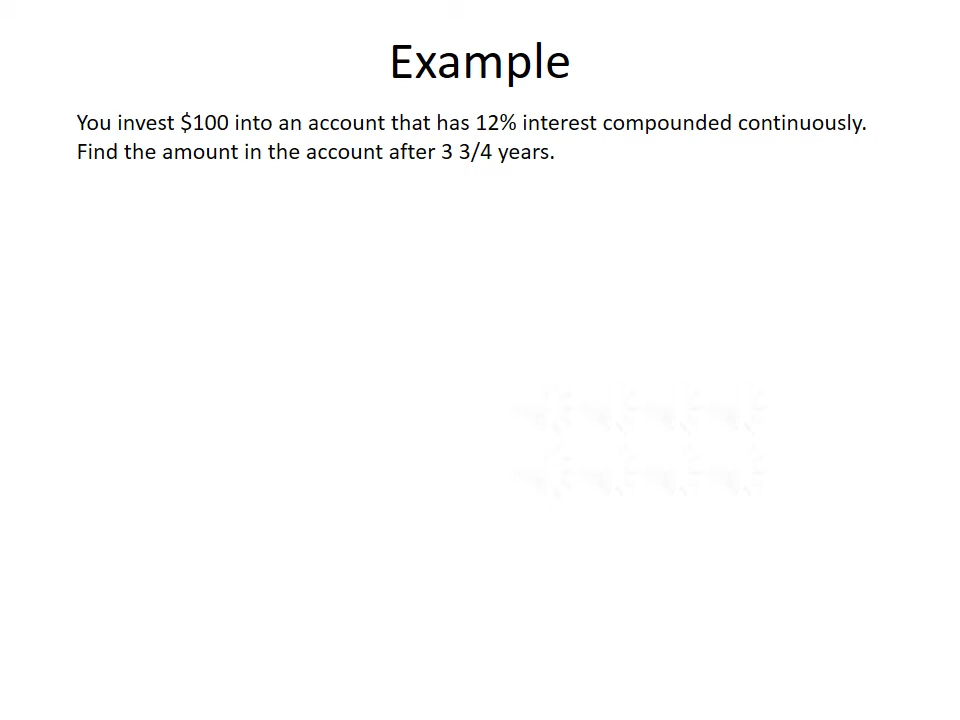 Example
You invest $100 into an account that has 12% interest compounded continuously.
Find the amount in the account after 3 3/4 years.